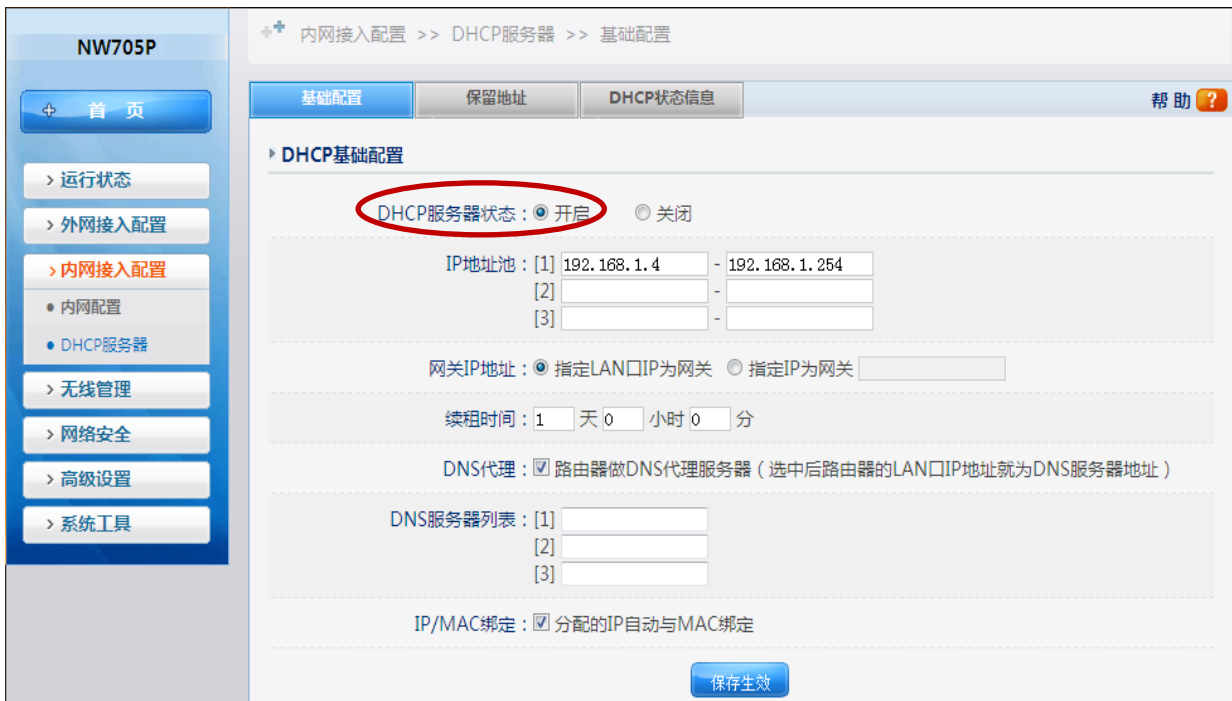 NW705P
首 页
运行状态
外网接入配置
内网接入配置
内网配置
DHCP服务器
无线管理
网络安全
高级设置
系统工具
内网接入配置 >> DHCP服务器 >> 基础配置
基础配置 保留地址 DHCP状态信息 帮助 ?
DHCP基础配置
DHCP服务器状态：开启 关闭
IP地址池：[1] 192.168.1.4 - 192.168.1.254
[2] -
[3] -
网关IP地址：指定LAN口IP为网关 指定IP为网关
续租时间：1 天 0 小时 0 分
DNS代理：路由器做DNS代理服务器（选中后路由器的LAN口IP地址就为DNS服务器地址）
DNS服务器列表：[1]
[2]
[3]
IP/MAC绑定：分配的IP自动与MAC绑定
保存生效